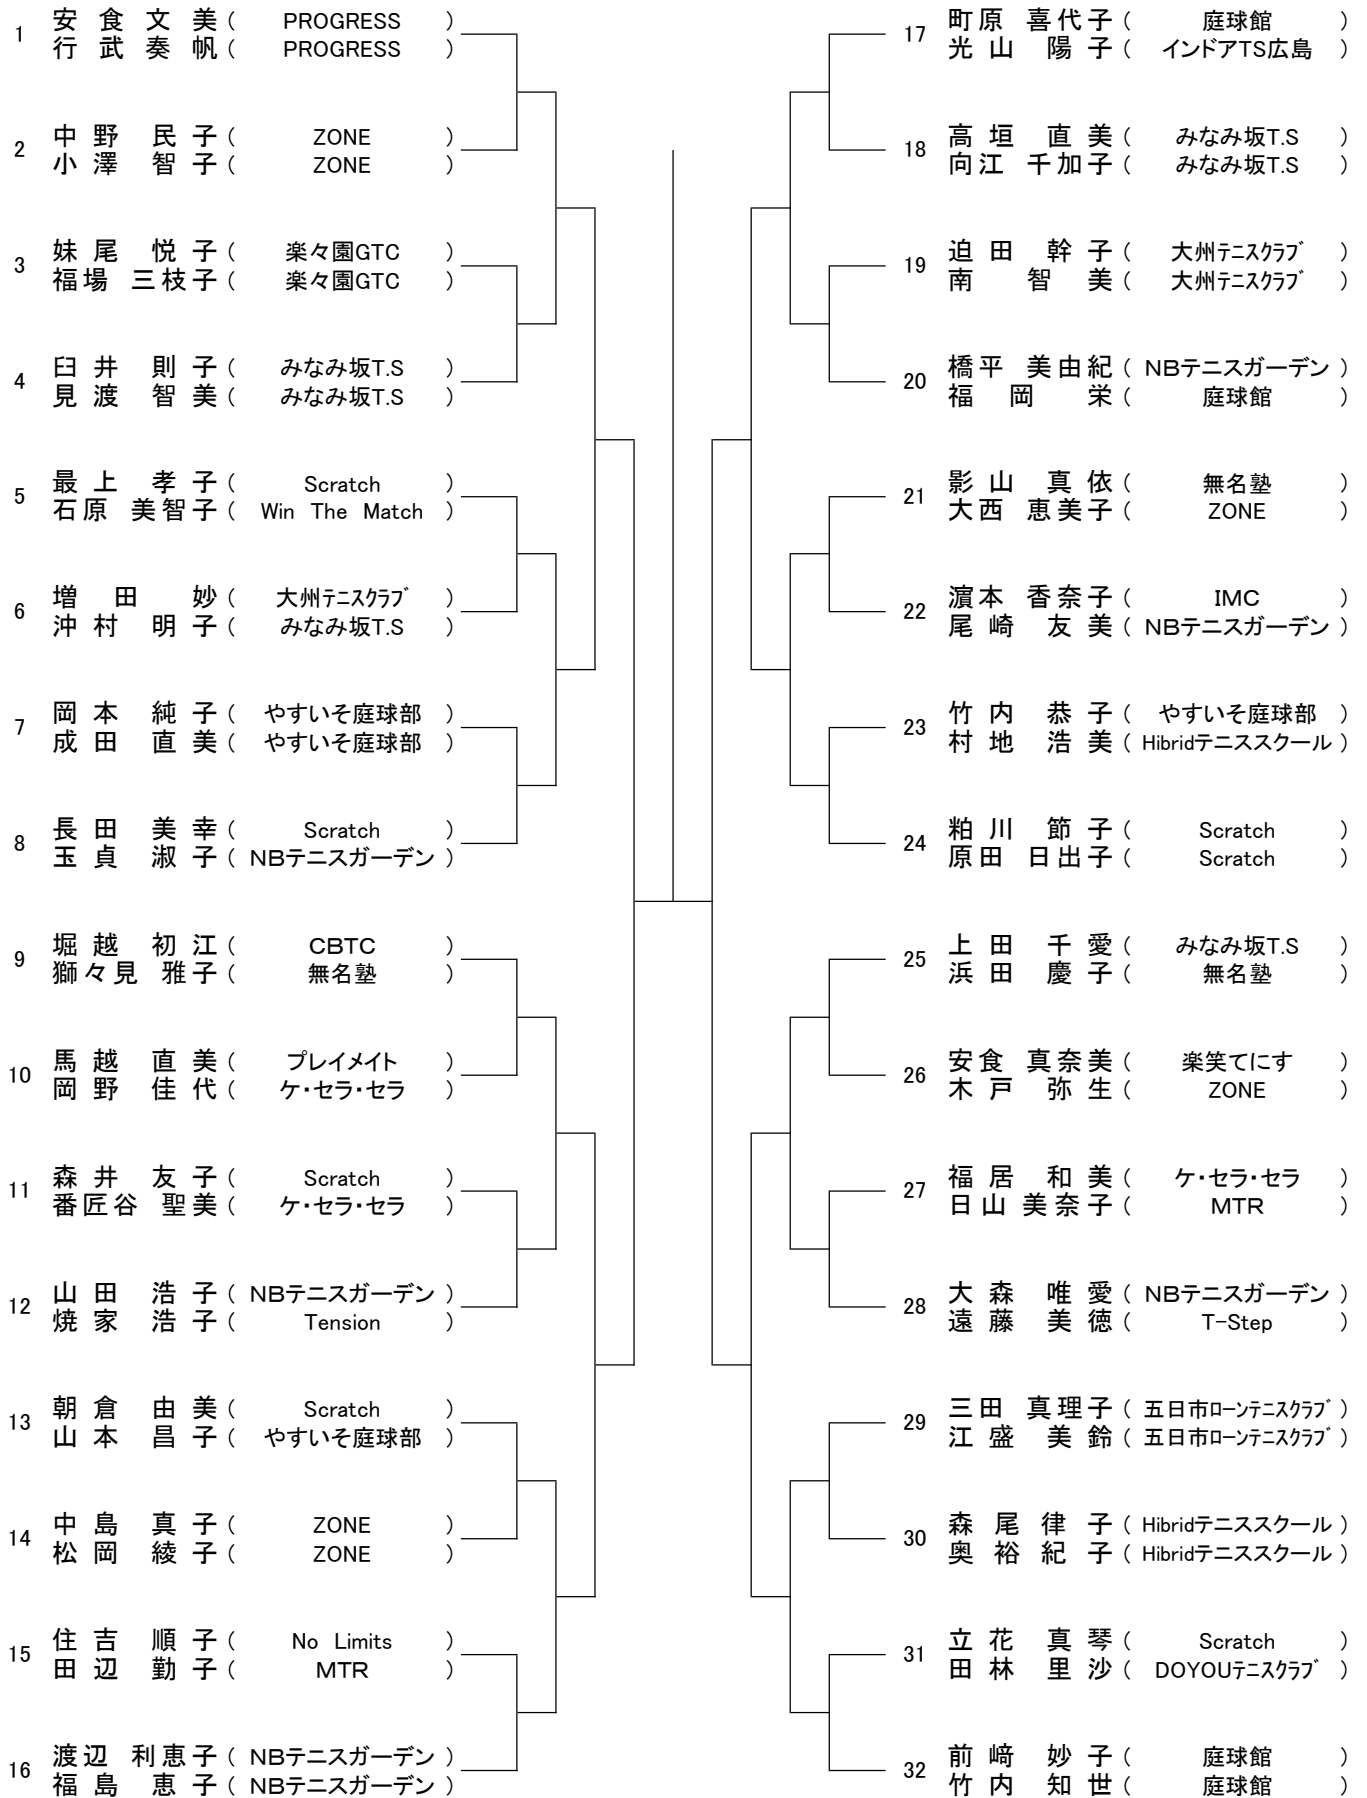 1 安食文美( PROGRESS )
行武奏帆( PROGRESS )
2 中野 民子( ZONE )
小澤 智子( ZONE )
3 妹尾 悦子( 楽々園GTC )
福場 三枝子( 楽々園GTC )
4 臼井 則子( みなみ坂T.S )
見渡 智美( みなみ坂T.S )
5 最上 孝子( Scratch )
石原 美智子( Win The Match )
6 増田 妙( 大州ﾃﾆｽｸﾗﾌﾞ )
沖村 明子( みなみ坂T.S )
7 岡本 純子( やすいそ庭球部 )
成田 直美( やすいそ庭球部 )
8 長田 美幸( Scratch )
玉貞 淑子( NBテニスガーデン )
9 堀越 初江( CBTC )
獅々見 雅子( 無名塾 )
10 馬越 直美( プレイメイト )
岡野 佳代( ケ・セラ・セラ )
11 森井 友子( Scratch )
番匠谷 聖美( ケ・セラ・セラ )
12 山田 浩子( NBテニスガーデン )
焼家 浩子( Tension )
13 朝倉 由美( Scratch )
山本 昌子( やすいそ庭球部 )
14 中島 真子( ZONE )
松岡 綾子( ZONE )
15 住吉 順子( No Limits )
田辺 勤子( MTR )
16 渡辺 利恵子( NBテニスガーデン )
福島 恵子( NBテニスガーデン )
17 町原 喜代子( 庭球館 )
光山 陽子( インドアTS広島 )
18 高垣 直美( みなみ坂T.S )
向江 千加子( みなみ坂T.S )
19 迫田 幹子( 大州ﾃﾆｽｸﾗﾌﾞ )
南 智美( 大州ﾃﾆｽｸﾗﾌﾞ )
20 橋平 美由紀( NBテニスガーデン )
福岡 栄( 庭球館 )
21 影山 真依( 無名塾 )
大西 恵美子( ZONE )
22 濵本 香奈子( IMC )
尾崎 友美( NBテニスガーデン )
23 竹内 恭子( やすいそ庭球部 )
村地 浩美( Hibridテニススクール )
24 粕川 節子( Scratch )
原田 日出子( Scratch )
25 上田 千愛( みなみ坂T.S )
浜田 慶子( 無名塾 )
26 安食 真奈美( 楽笑てにす )
木戸 弥生( ZONE )
27 福居 和美( ケ・セラ・セラ )
日山 美奈子( MTR )
28 大森 唯愛( NBテニスガーデン )
遠藤 美徳( T-Step )
29 三田 真理子( 五日市ﾛｰﾝﾃﾆｽｸﾗﾌﾞ )
江盛 美鈴( 五日市ﾛｰﾝﾃﾆｽｸﾗﾌﾞ )
30 森尾律子( Hibridテニススクール )
奥裕紀子( Hibridテニススクール )
31 立花 真琴( Scratch )
田林 里沙( DOYOUﾃﾆｽｸﾗﾌﾞ )
32 前﨑 妙子( 庭球館 )
竹内 知世( 庭球館 )